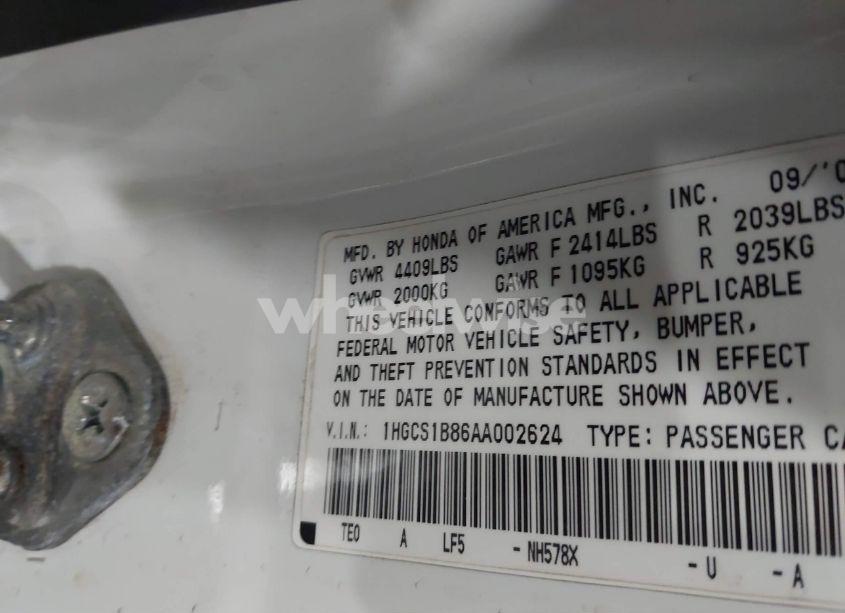 MFD. BY HONDA OF AMERICA MFG., INC. 09/'0
GVWR 4409LBS GAWR F 2414LBS R 2039LBS
GVWR 2000KG GAWR F 1095KG R 925KG
THIS VEHICLE CONFORMS TO ALL APPLICABLE
FEDERAL MOTOR VEHICLE SAFETY, BUMPER,
AND THEFT PREVENTION STANDARDS IN EFFECT
ON THE DATE OF MANUFACTURE SHOWN ABOVE.
V.I.N.: 1HGCS1B86AA002624 TYPE: PASSENGER CA
TE0 A LF5 - NH578X - U - A
wheelwise